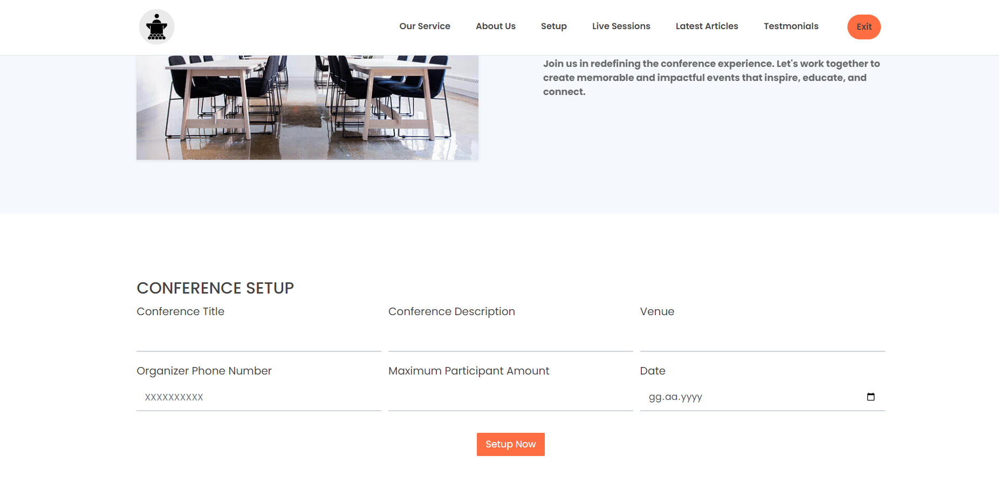 Our Service
About Us
Setup
Live Sessions
Latest Articles
Testmonials
Exit
Join us in redefining the conference experience. Let's work together to
create memorable and impactful events that inspire, educate, and
connect.
CONFERENCE SETUP
Conference Title
Conference Description
Venue
Organizer Phone Number
Maximum Participant Amount
Date
XXXXXXXXXX
gg.aa.yyyy
Setup Now